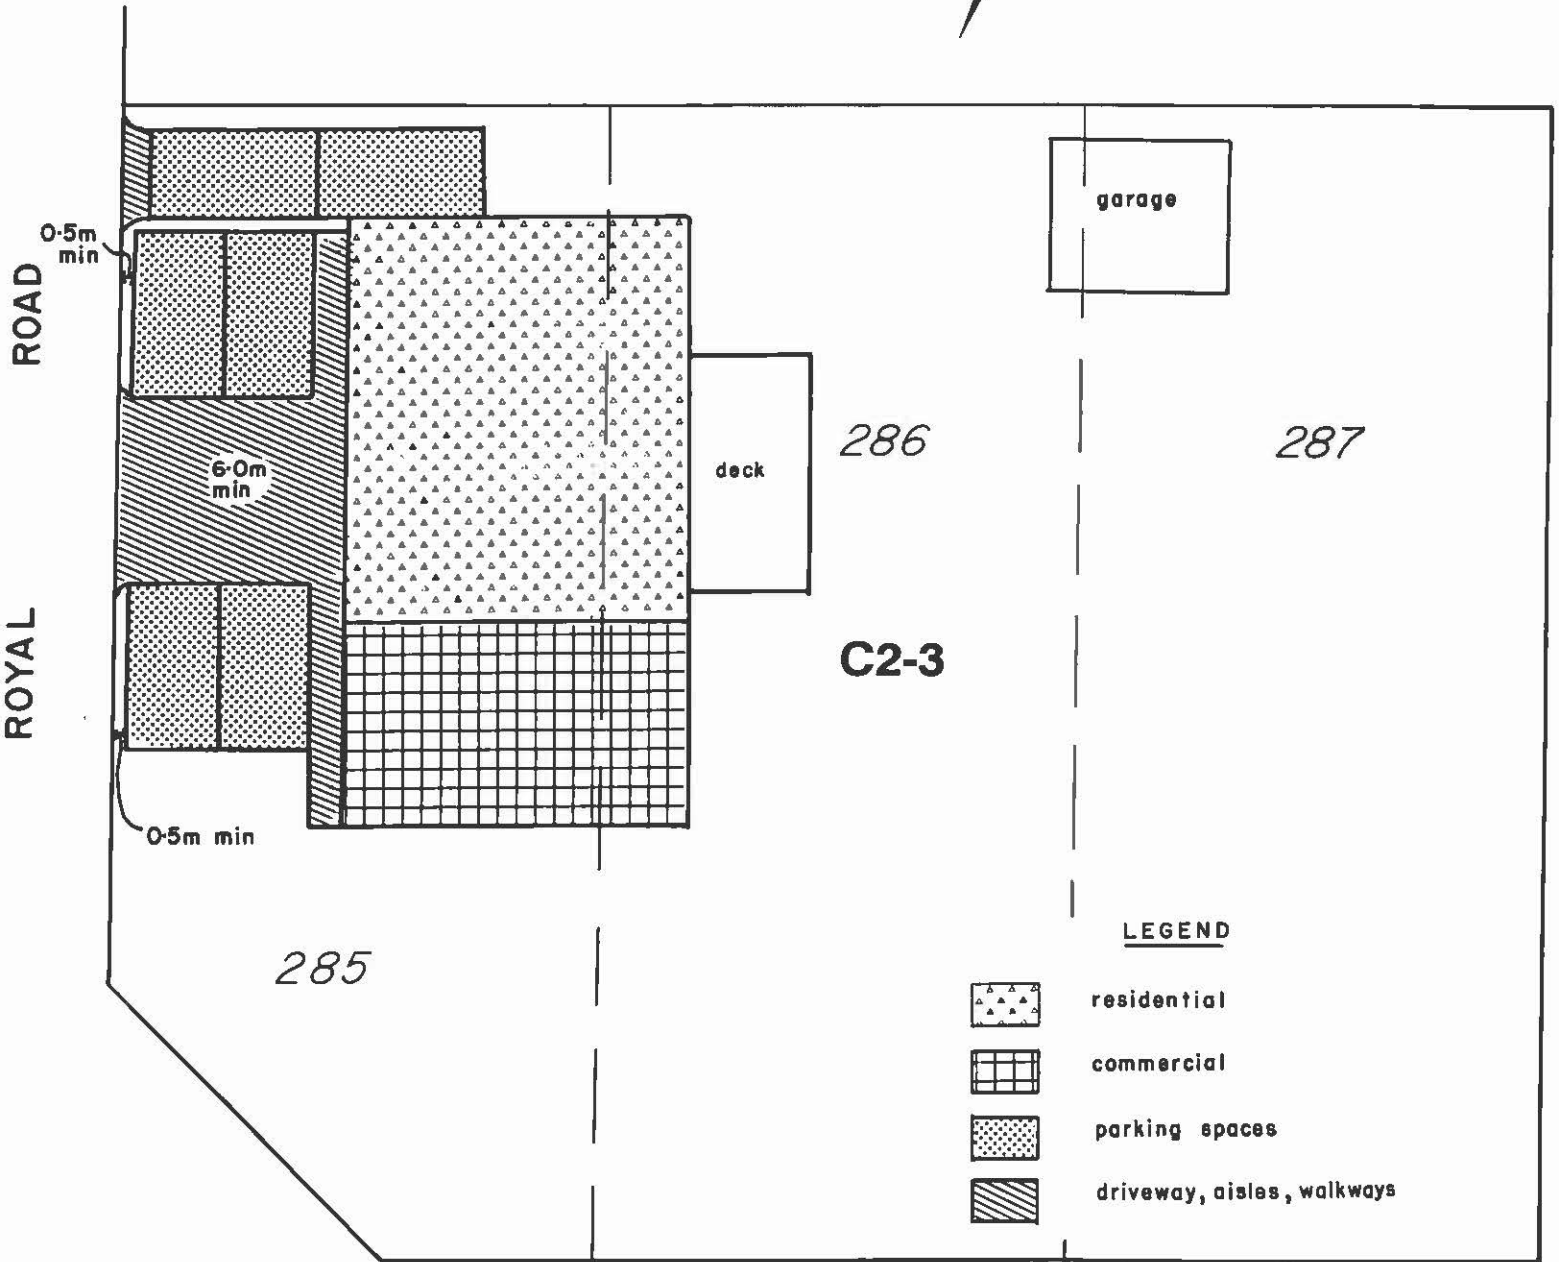 garage
0·5m
min
ROYAL ROAD
286
287
deck
6·0m
min
C2-3
0·5m min
285
LEGEND
residential
commercial
parking spaces
driveway, aisles, walkways